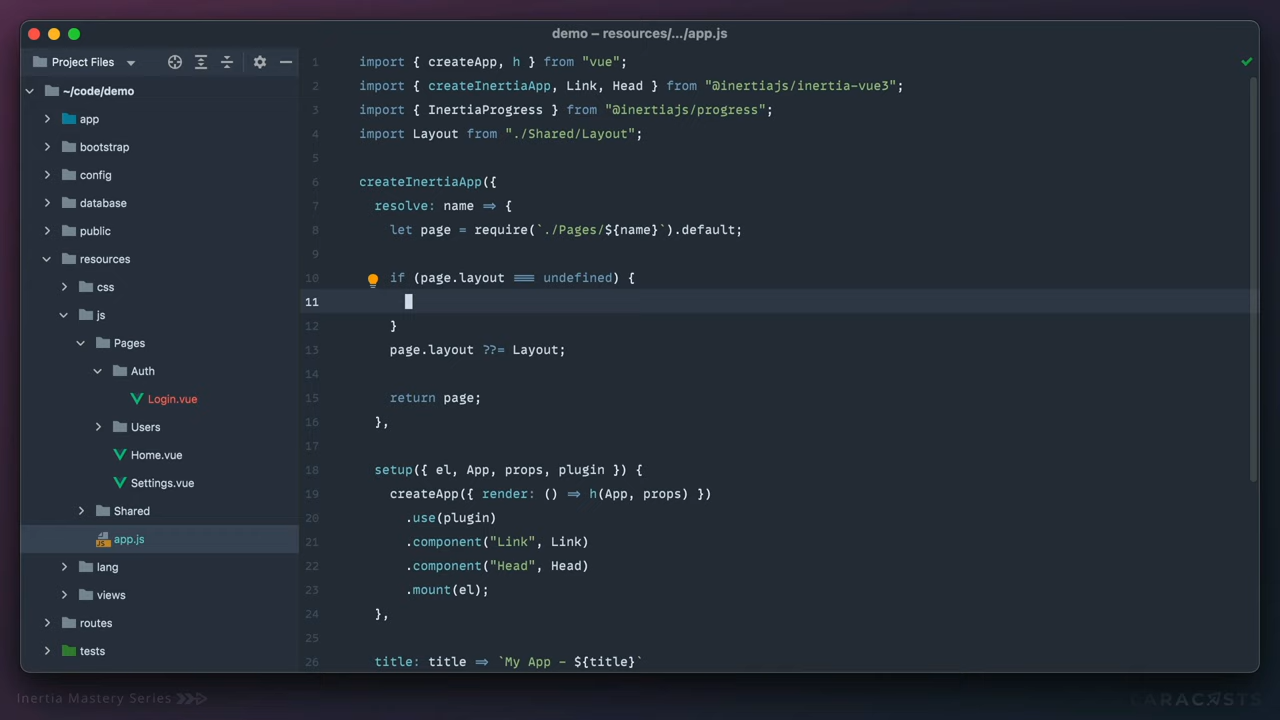 demo – resources/.../app.js
Project Files
~/code/demo
app
bootstrap
config
database
public
resources
css
js
Pages
Auth
Login.vue
Users
Home.vue
Settings.vue
Shared
app.js
lang
views
routes
tests
1 import { createApp, h } from "vue";
2 import { createInertiaApp, Link, Head } from "@inertiajs/inertia-vue3";
3 import { InertiaProgress } from "@inertiajs/progress";
4 import Layout from "./Shared/Layout";
5
6 createInertiaApp({
7 resolve: name => {
8 let page = require(`./Pages/${name}`).default;
9
10 if (page.layout === undefined) {
11
12 }
13 page.layout ??= Layout;
14
15 return page;
16 },
17
18 setup({ el, App, props, plugin }) {
19 createApp({ render: () => h(App, props) })
20 .use(plugin)
21 .component("Link", Link)
22 .component("Head", Head)
23 .mount(el);
24 },
25
26 title: title => `My App – ${title}`
Inertia Mastery Series
LARACASTS